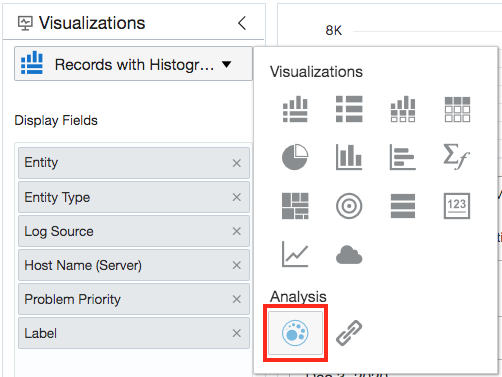 Visualizations
8K
Records with Histogr...
Visualizations
Display Fields
Entity
Entity Type
Log Source
Host Name (Server)
Problem Priority
Label
Σf
123
Analysis